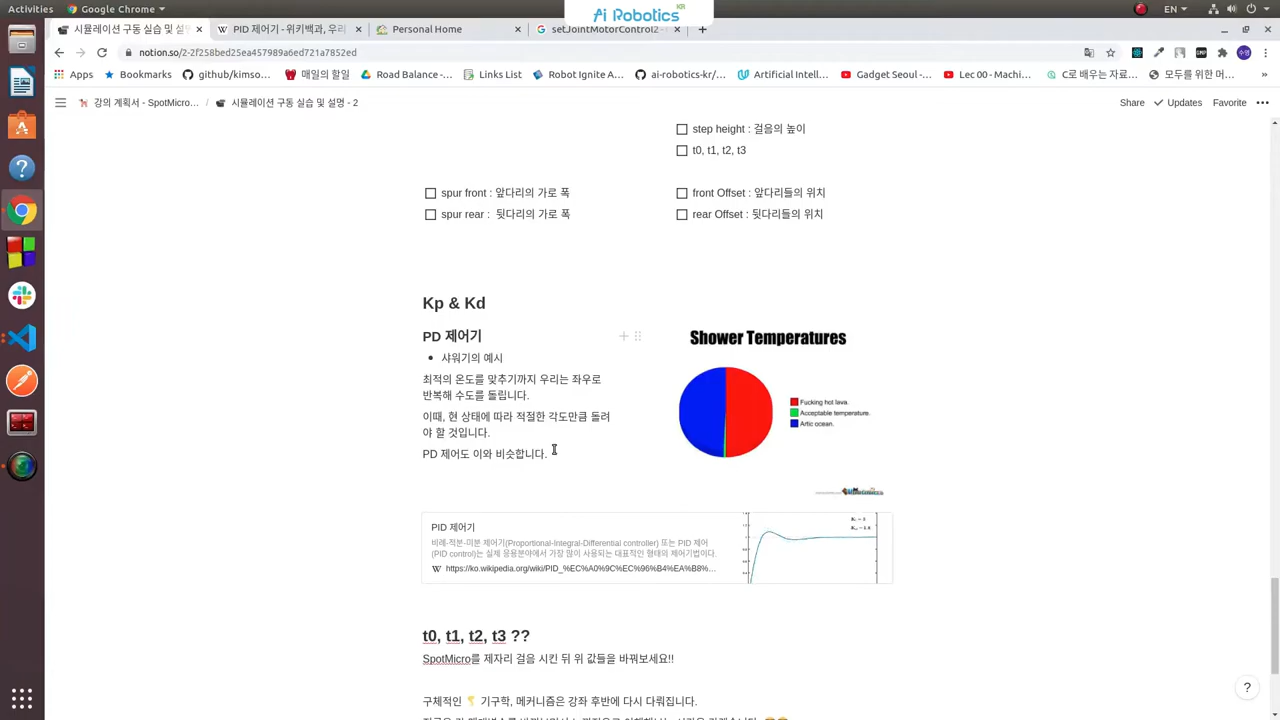 Activities
Google Chrome
EN
Ai Robotics KR
시뮬레이션 구동 실습 및 설명
PID 제어기 - 위키백과, 우리
Personal Home
setJointMotorControl2 -
notion.so/2-2f258bed25ea457989a6ed721a7852ed
수영
Apps
Bookmarks
github/kimso...
매일의 할일
Road Balance -...
Links List
Robot Ignite A...
ai-robotics-kr/...
Artificial Intell...
Gadget Seoul -...
Lec 00 - Machi...
C로 배우는 자료...
모두를 위한 머...
»
강의 계획서 - SpotMicro... / 시뮬레이션 구동 실습 및 설명 - 2
Share
Updates
Favorite
step height : 걸음의 높이
t0, t1, t2, t3
spur front : 앞다리의 가로 폭
front Offset : 앞다리들의 위치
spur rear : 뒷다리의 가로 폭
rear Offset : 뒷다리들의 위치
Kp & Kd
PD 제어기
샤워기의 예시
최적의 온도를 맞추기까지 우리는 좌우로
반복해 수도를 돌립니다.
이때, 현 상태에 따라 적절한 각도만큼 돌려
야 할 것입니다.
PD 제어도 이와 비슷합니다.
Shower Temperatures
Fucking hot lava.
Acceptable temperature.
Artic ocean.
PID 제어기
비례-적분-미분 제어기(Proportional-Integral-Differential controller) 또는 PID 제어
(PID control)는 실제 응용분야에서 가장 많이 사용되는 대표적인 형태의 제어기법이다.
https://ko.wikipedia.org/wiki/PID_%EC%A0%9C%EC%96%B4%EA%B8%...
t0, t1, t2, t3 ??
SpotMicro를 제자리 걸음 시킨 뒤 위 값들을 바꿔보세요!!
구체적인 기구학, 메커니즘은 강좌 후반에 다시 다뤄집니다.
?